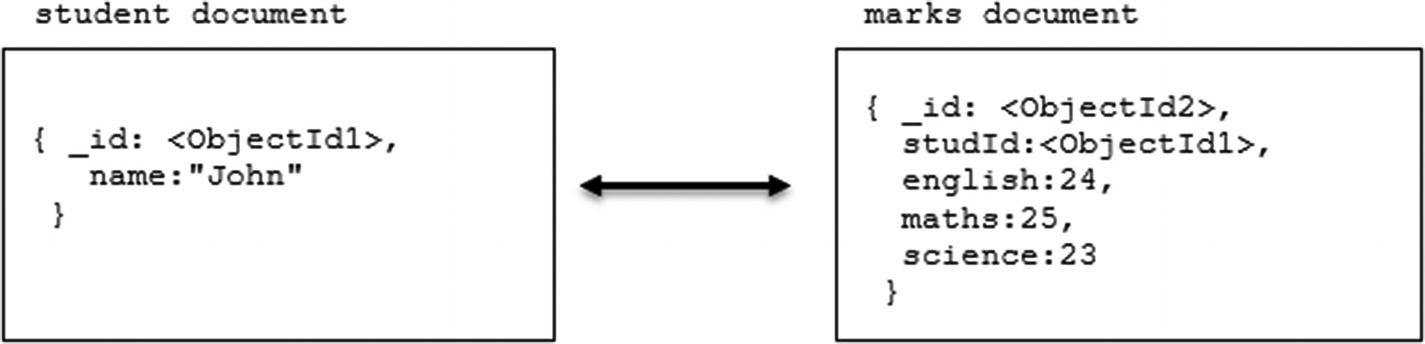 student document
{ _id: <ObjectId1>,
name:"John"
}
marks document
{ _id: <ObjectId2>,
studId:<ObjectId1>,
english:24,
maths:25,
science:23
}